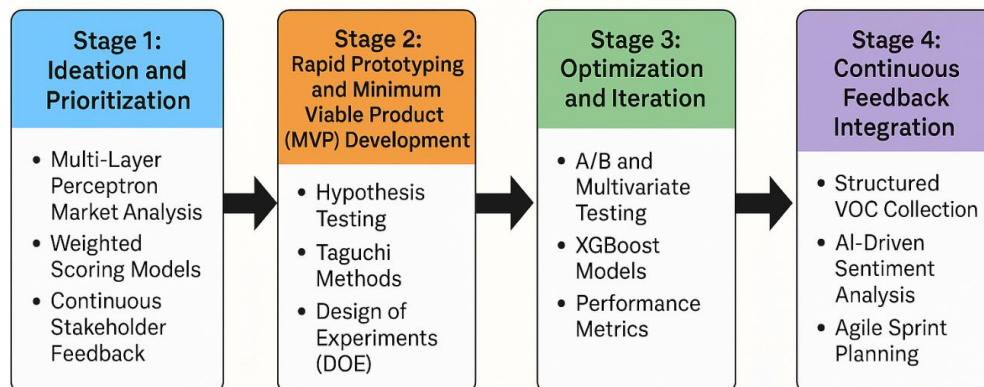 Stage 1:
Ideation and
Prioritization
• Multi-Layer
Perceptron
Market Analysis
• Weighted
Scoring Models
• Continuous
Stakeholder
Feedback
Stage 2:
Rapid Prototyping
and Minimum
Viable Product
(MVP) Development
• Hypothesis
Testing
• Taguchi
Methods
• Design of
Experiments
(DOE)
Stage 3:
Optimization
and Iteration
• A/B and
Multivariate
Testing
• XGBoost
Models
• Performance
Metrics
Stage 4:
Continuous
Feedback
Integration
• Structured
VOC Collection
• AI-Driven
Sentiment
Analysis
• Agile Sprint
Planning